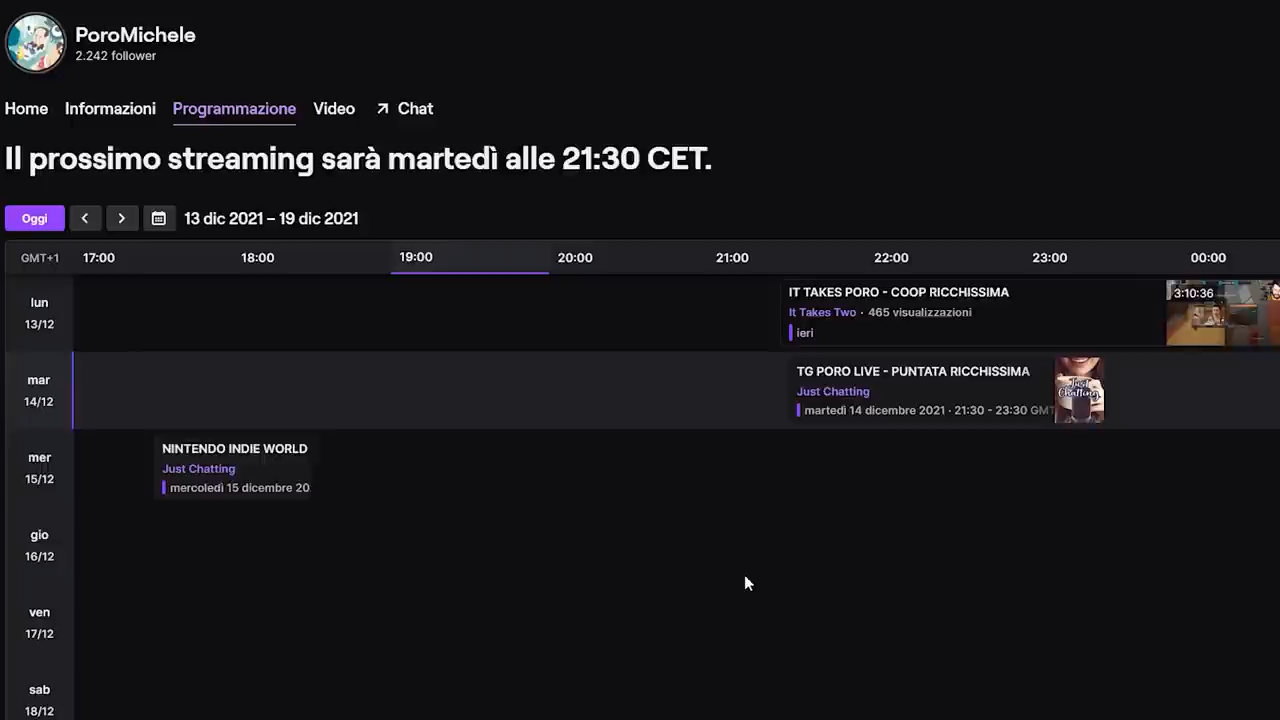 PoroMichele
2.242 follower
Home Informazioni Programmazione Video Chat
Il prossimo streaming sarà martedì alle 21:30 CET.
Oggi 13 dic 2021 – 19 dic 2021
GMT+1 17:00 18:00 19:00 20:00 21:00 22:00 23:00 00:00
lun
13/12
IT TAKES PORO - COOP RICCHISSIMA
It Takes Two · 465 visualizzazioni
ieri
3:10:36
mar
14/12
TG PORO LIVE - PUNTATA RICCHISSIMA
Just Chatting
martedì 14 dicembre 2021 · 21:30 - 23:30 GMT
Just
Chatting
mer
15/12
NINTENDO INDIE WORLD
Just Chatting
mercoledì 15 dicembre 20
gio
16/12
ven
17/12
sab
18/12